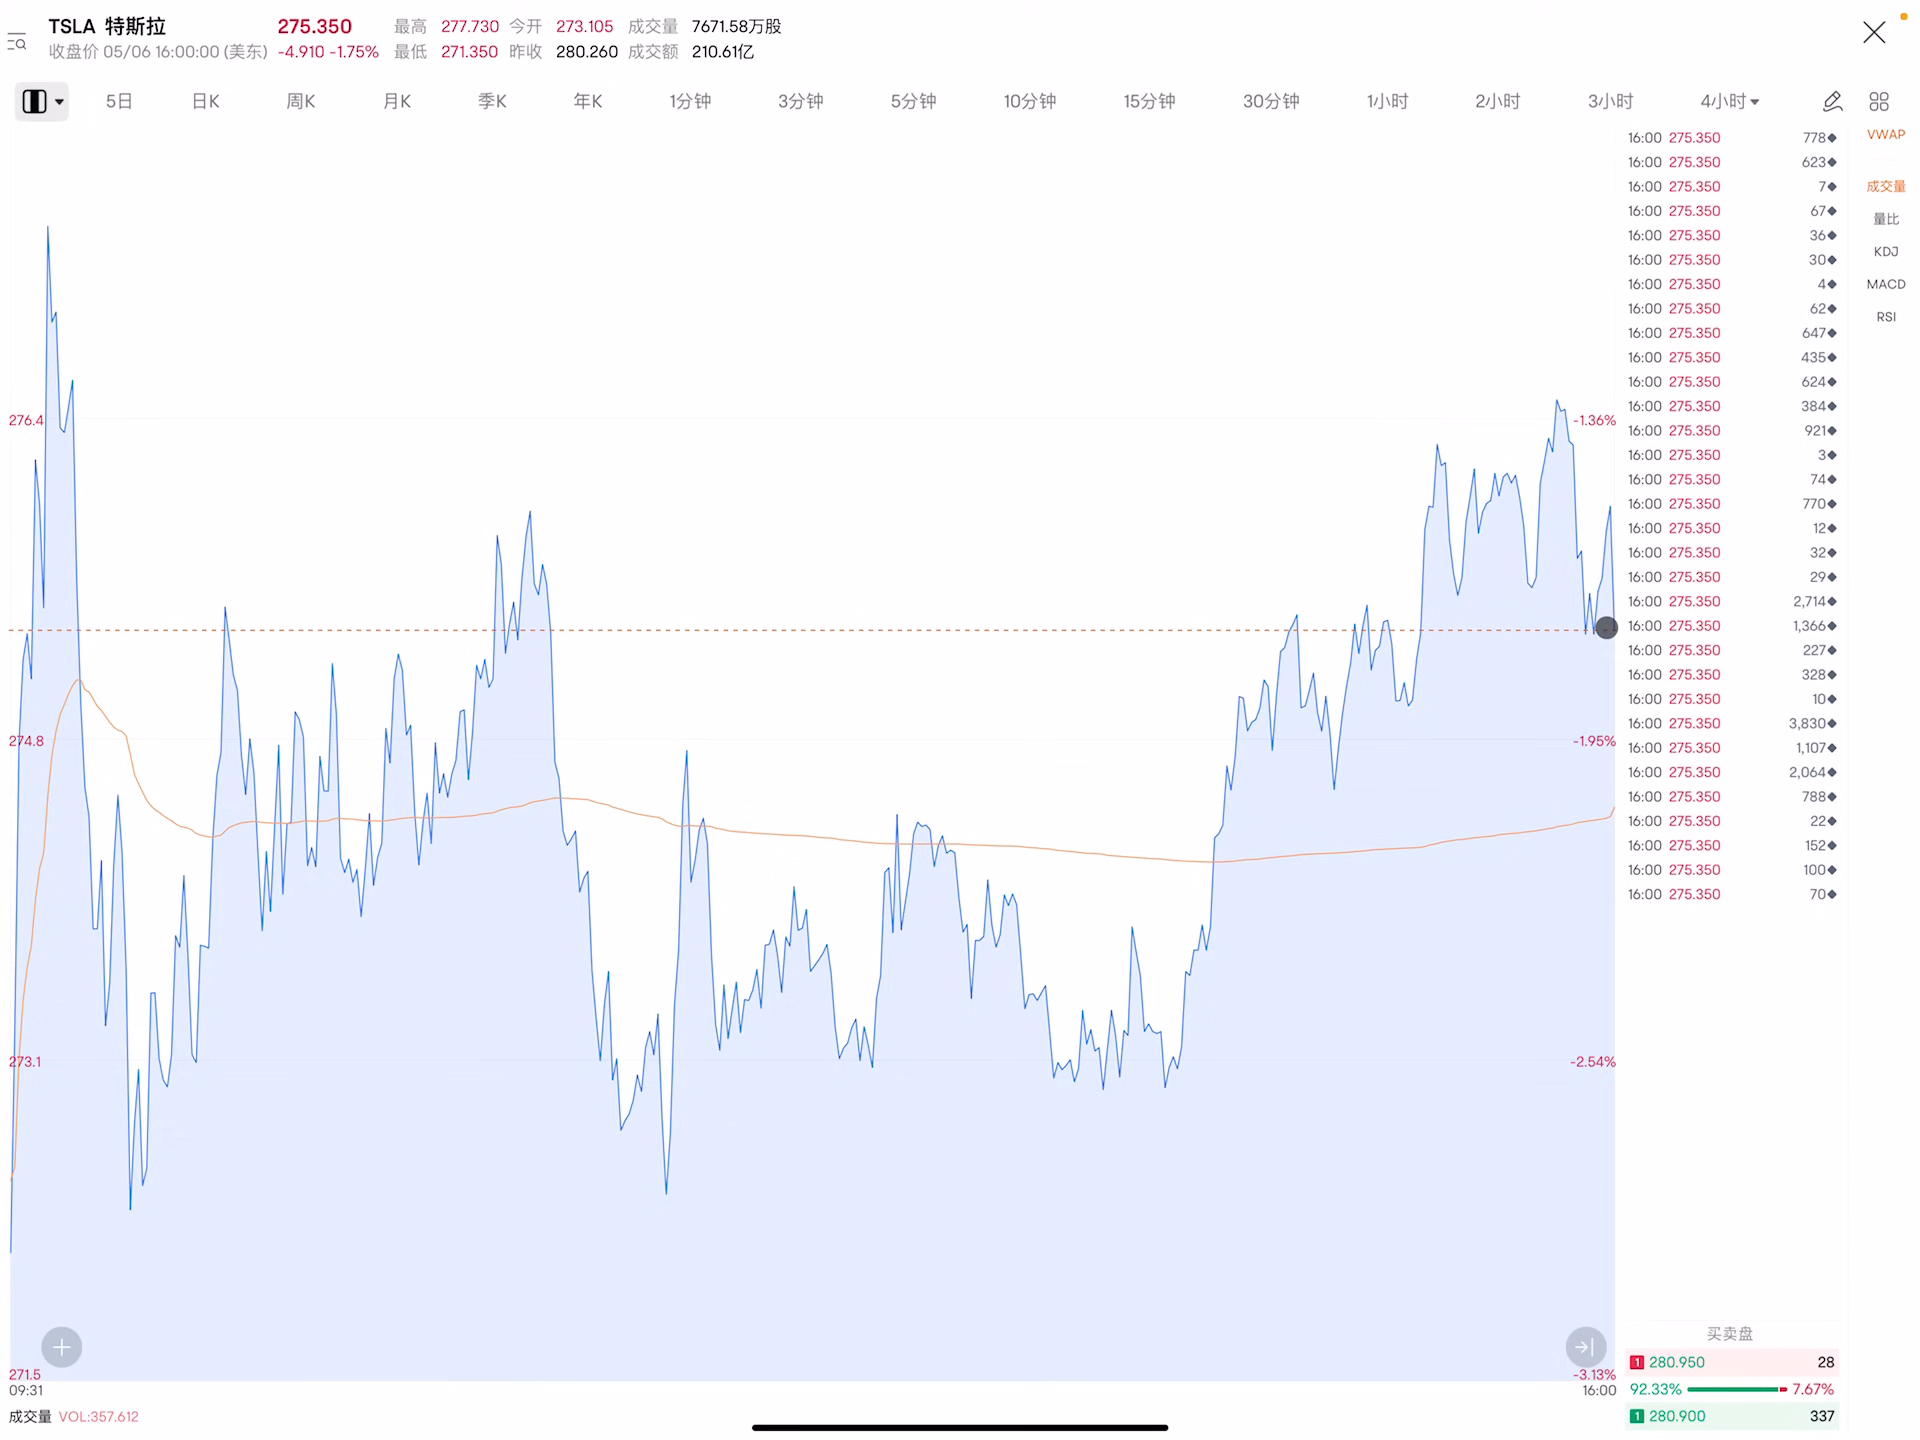 TSLA 特斯拉 275.350 最高 277.730 今开 273.105 成交量 7671.58万股
收盘价 05/06 16:00:00 (美东) -4.910 -1.75% 最低 271.350 昨收 280.260 成交额 210.61亿
5日 日K 周K 月K 季K 年K 1分钟 3分钟 5分钟 10分钟 15分钟 30分钟 1小时 2小时 3小时 4小时
VWAP
成交量
量比
KDJ
MACD
RSI
276.4 -1.36%
274.8 -1.95%
273.1 -2.54%
271.5 -3.13%
09:31 16:00
成交量 VOL:357.612
16:00 275.350 778
16:00 275.350 623
16:00 275.350 7
16:00 275.350 67
16:00 275.350 36
16:00 275.350 30
16:00 275.350 4
16:00 275.350 62
16:00 275.350 647
16:00 275.350 435
16:00 275.350 624
16:00 275.350 384
16:00 275.350 921
16:00 275.350 3
16:00 275.350 74
16:00 275.350 770
16:00 275.350 12
16:00 275.350 32
16:00 275.350 29
16:00 275.350 2,714
16:00 275.350 1,366
16:00 275.350 227
16:00 275.350 328
16:00 275.350 10
16:00 275.350 3,830
16:00 275.350 1,107
16:00 275.350 2,064
16:00 275.350 788
16:00 275.350 22
16:00 275.350 152
16:00 275.350 100
16:00 275.350 70
买卖盘
1 280.950 28
92.33% 7.67%
1 280.900 337